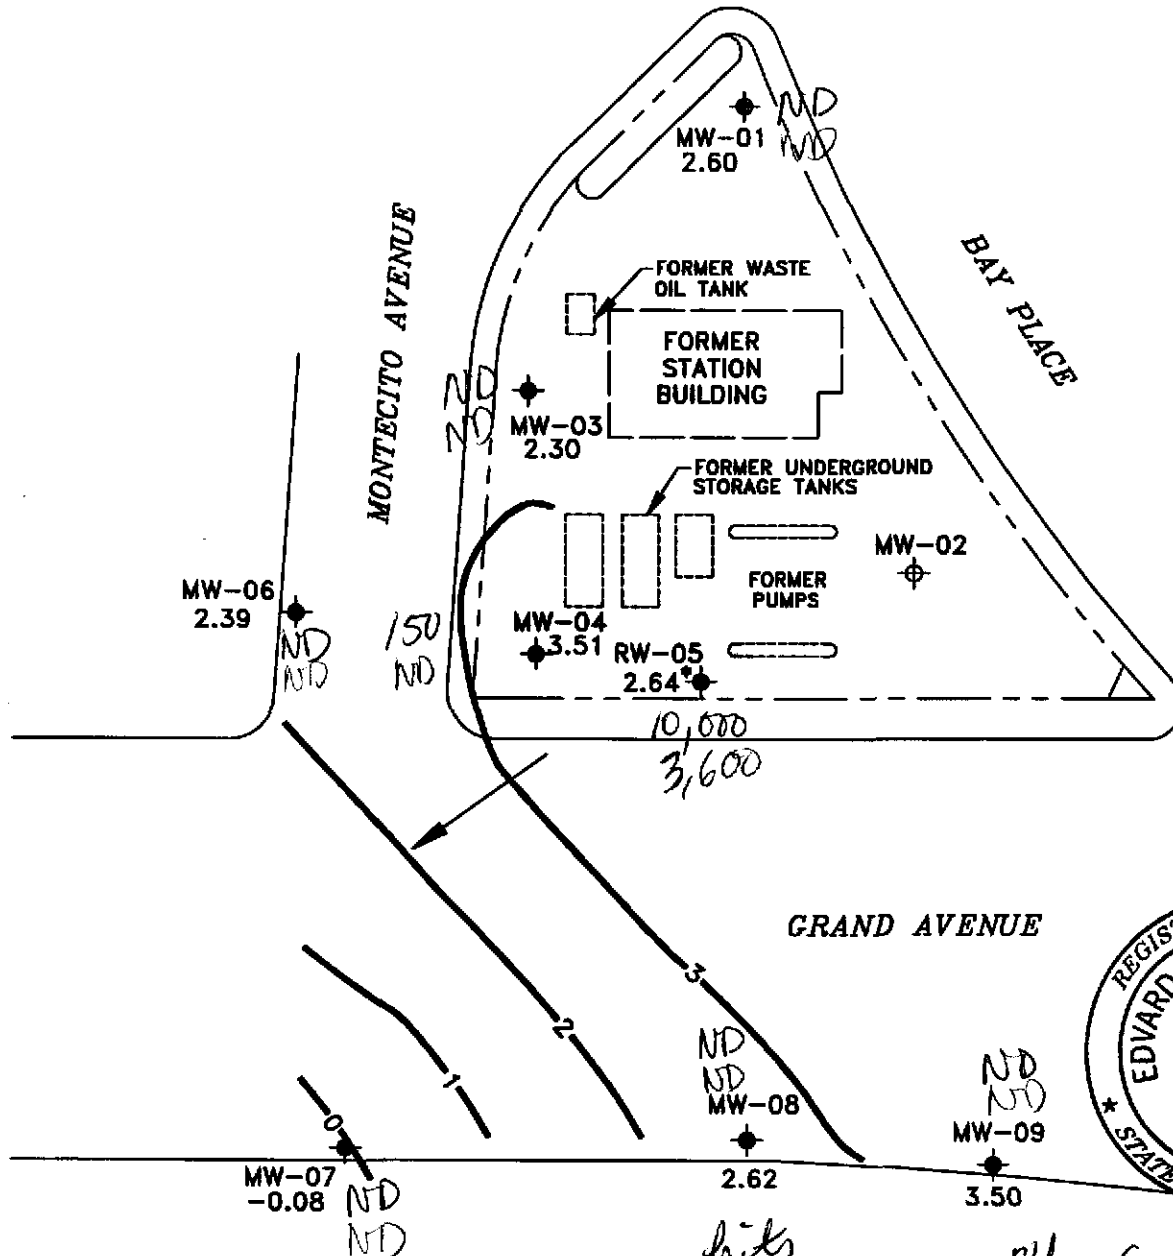 ND
ND
MW-01
2.60
MONTECITO AVENUE
BAY PLACE
FORMER WASTE
OIL TANK
FORMER
STATION
BUILDING
ND
ND
MW-03
2.30
FORMER UNDERGROUND
STORAGE TANKS
MW-02
FORMER
PUMPS
MW-06
2.39
ND
ND
150
ND
MW-04
3.51
RW-05
2.64*
10,000
3,600
GRAND AVENUE
3
2
1
0
ND
ND
MW-08
2.62
ND
ND
MW-09
3.50
MW-07
-0.08
ND
ND
EDVARD
★ STATE